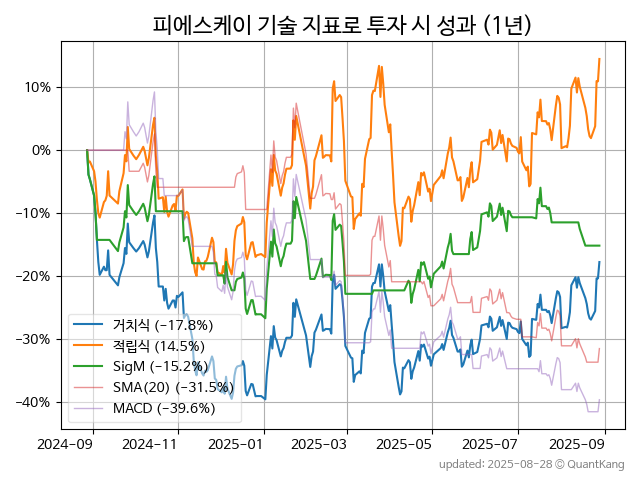 피에스케이 기술 지표로 투자 시 성과 (1년)
10%
0%
−10%
−20%
−30%
−40%
거치식 (−17.8%)
적립식 (14.5%)
SigM (−15.2%)
SMA(20) (−31.5%)
MACD (−39.6%)
2024-09 2024-11 2025-01 2025-03 2025-05 2025-07 2025-09
updated: 2025-08-28 © QuantKang